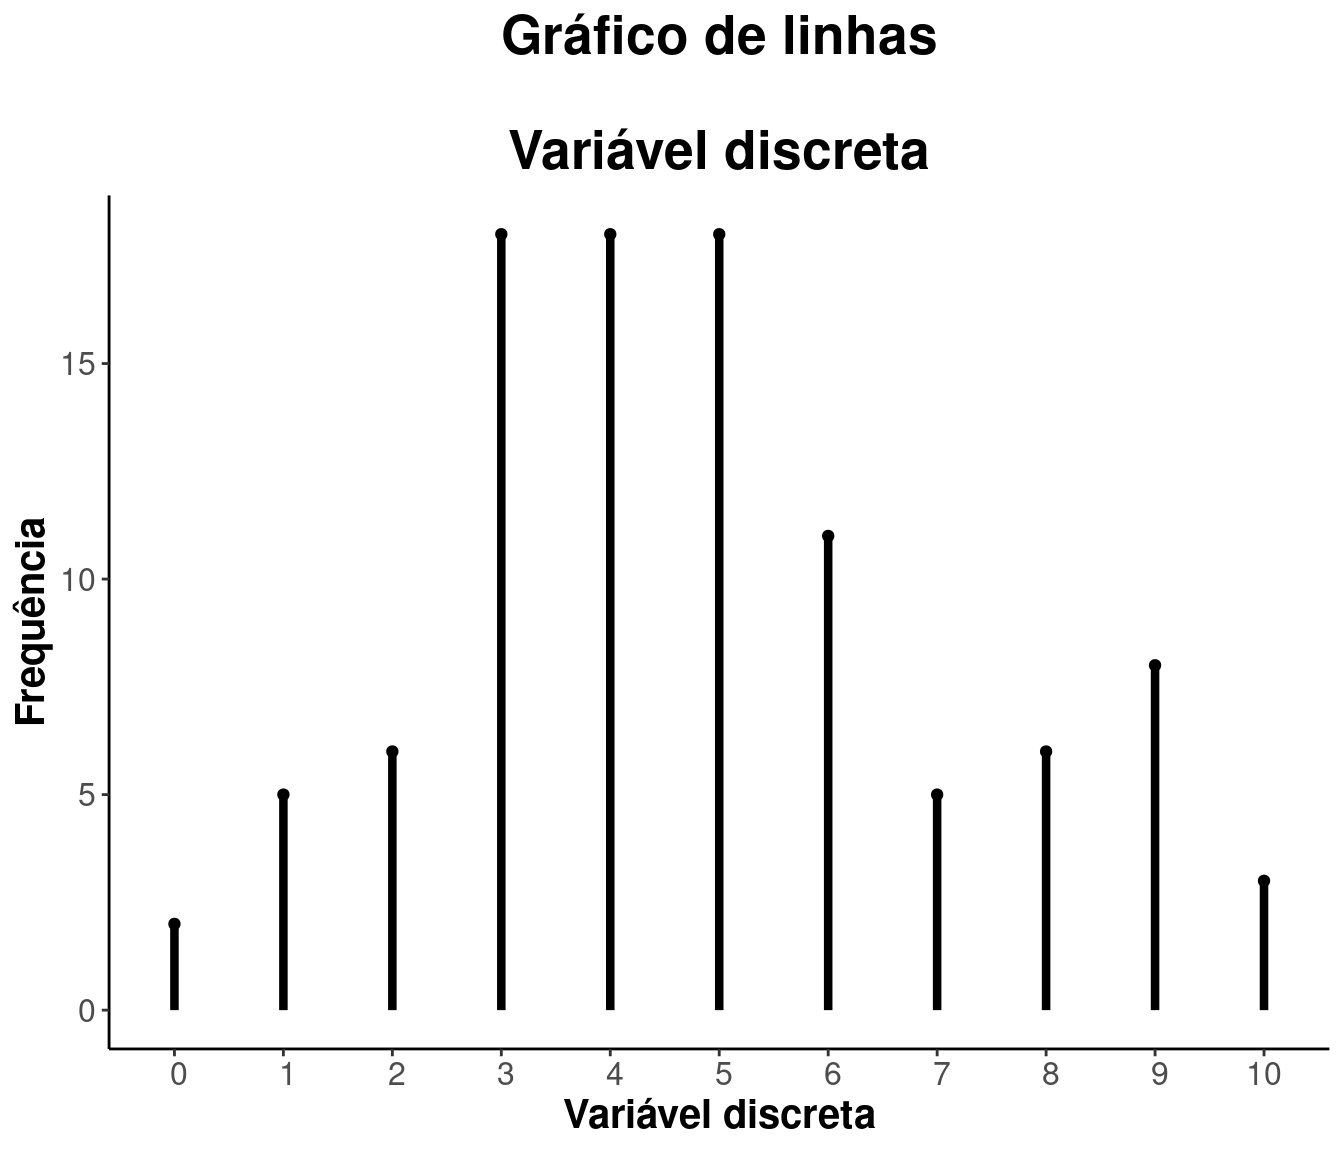 Gráfico de linhas
Variável discreta
Frequência
15
10
5
0
0 1 2 3 4 5 6 7 8 9 10
Variável discreta